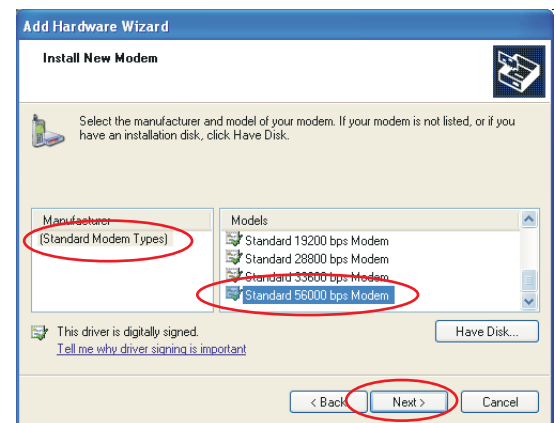 Add Hardware Wizard
Install New Modem
Select the manufacturer and model of your modem. If your modem is not listed, or if you
have an installation disk, click Have Disk.
Manufacturer
(Standard Modem Types)
Models
Standard 19200 bps Modem
Standard 28800 bps Modem
Standard 33600 bps Modem
Standard 56000 bps Modem
This driver is digitally signed.
Tell me why driver signing is important
Have Disk...
< Back
Next >
Cancel